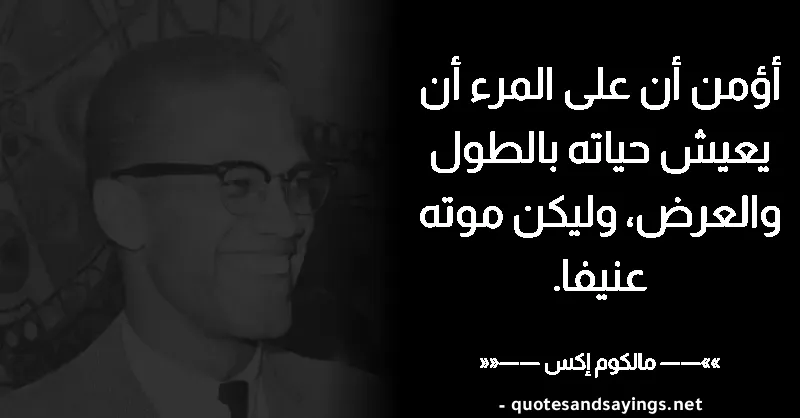 أؤمن أن على المرء أن
يعيش حياته بالطول
والعرض، وليكن موته
عنيفا.
»»—— مالكوم إكس ——««
- quotesandsayings.net